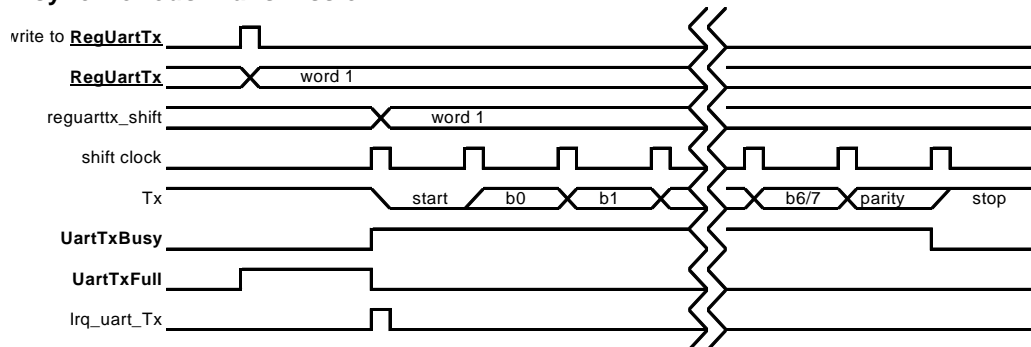 write to RegUartTx
RegUartTx word 1
reguarttx_shift word 1
shift clock
Tx start b0 b1 b6/7 parity stop
UartTxBusy
UartTxFull
Irq_uart_Tx